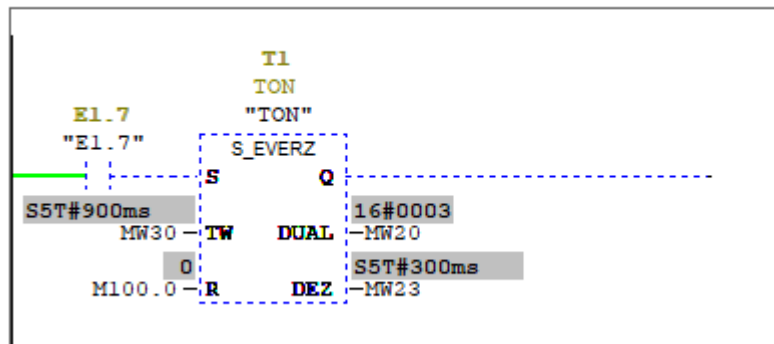 T1
TON
E1.7 "TON"
"E1.7" S_EVERZ
S Q
S5T#900ms 16#0003
MW30 TW DUAL MW20
0 S5T#300ms
M100.0 R DEZ MW23